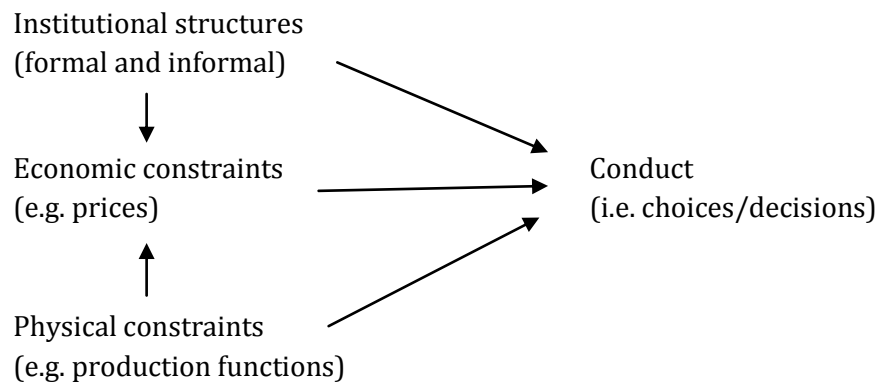 Institutional structures
(formal and informal)
Economic constraints
(e.g. prices)
Conduct
(i.e. choices/decisions)
Physical constraints
(e.g. production functions)